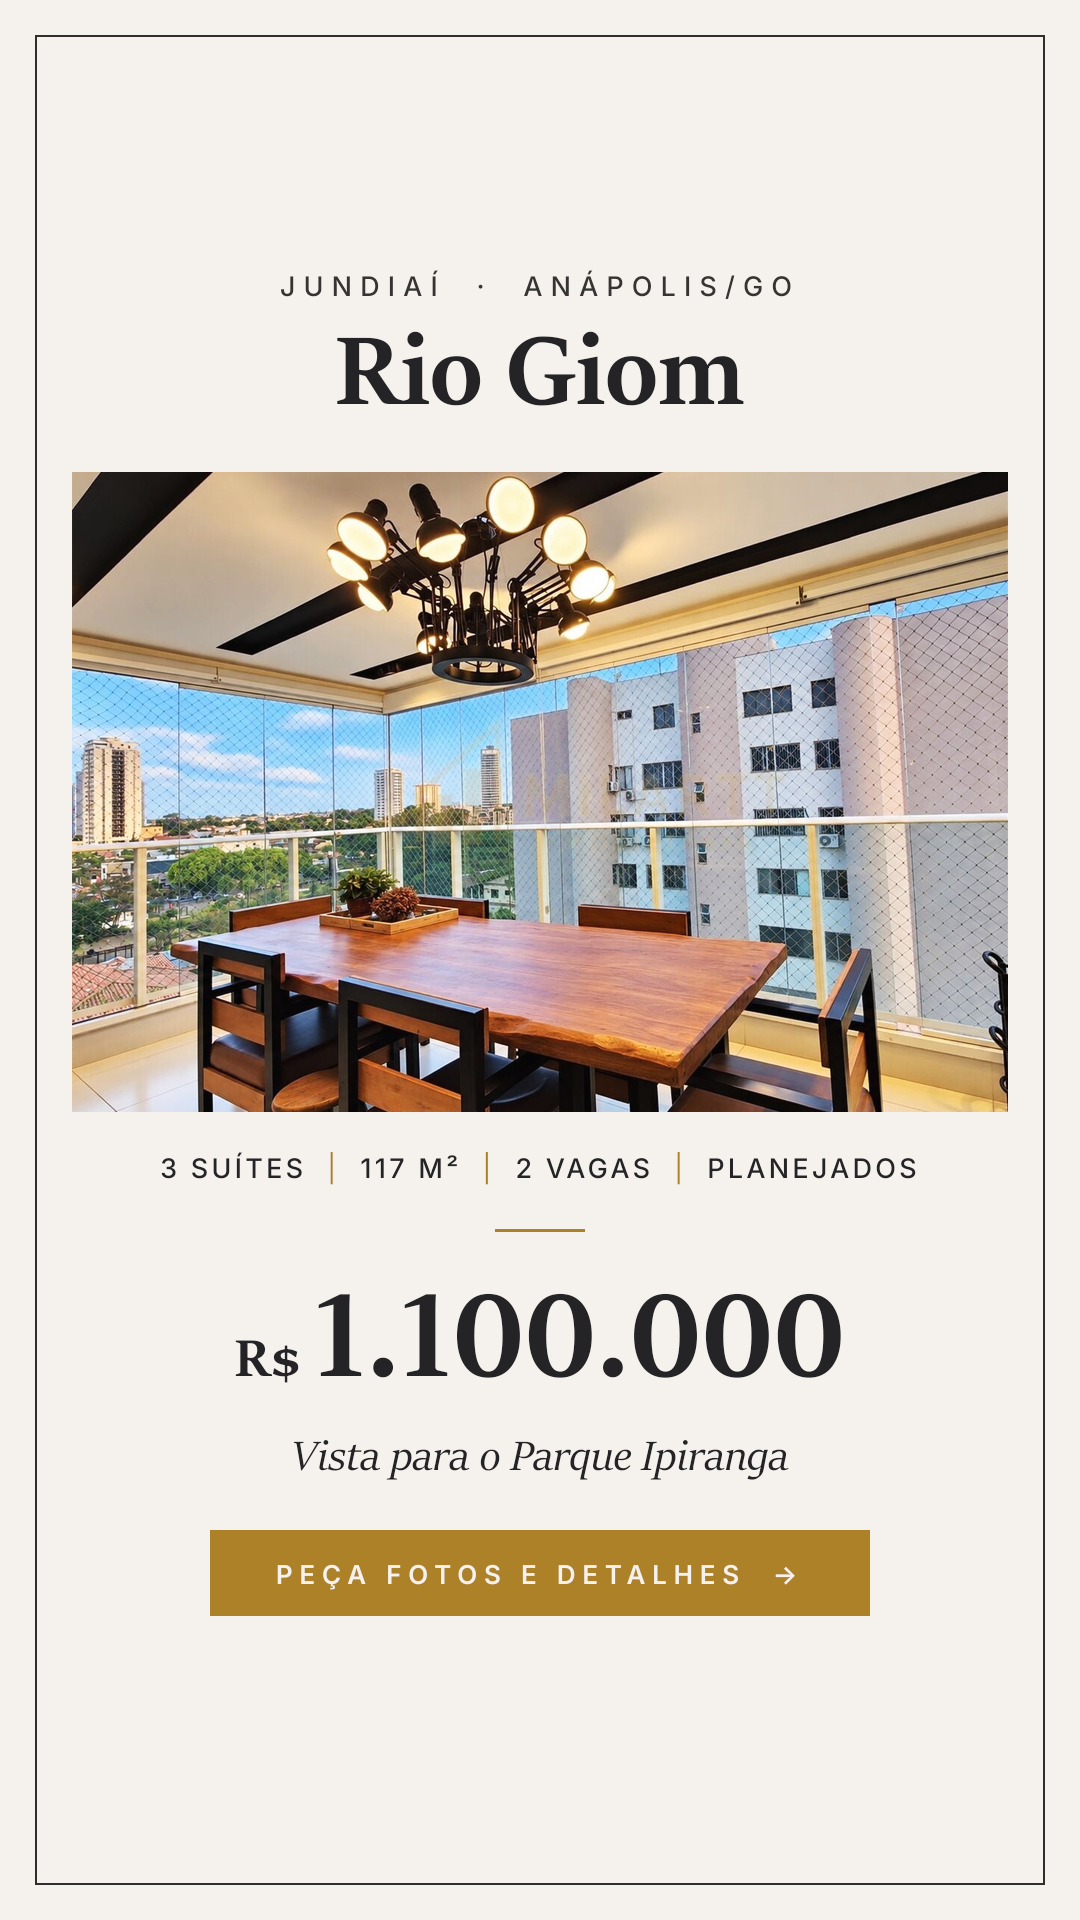 JUNDIAÍ · ANÁPOLIS/GO
Rio Giom
3 SUÍTES | 117 M² | 2 VAGAS | PLANEJADOS
R$ 1.100.000
Vista para o Parque Ipiranga
PEÇA FOTOS E DETALHES →